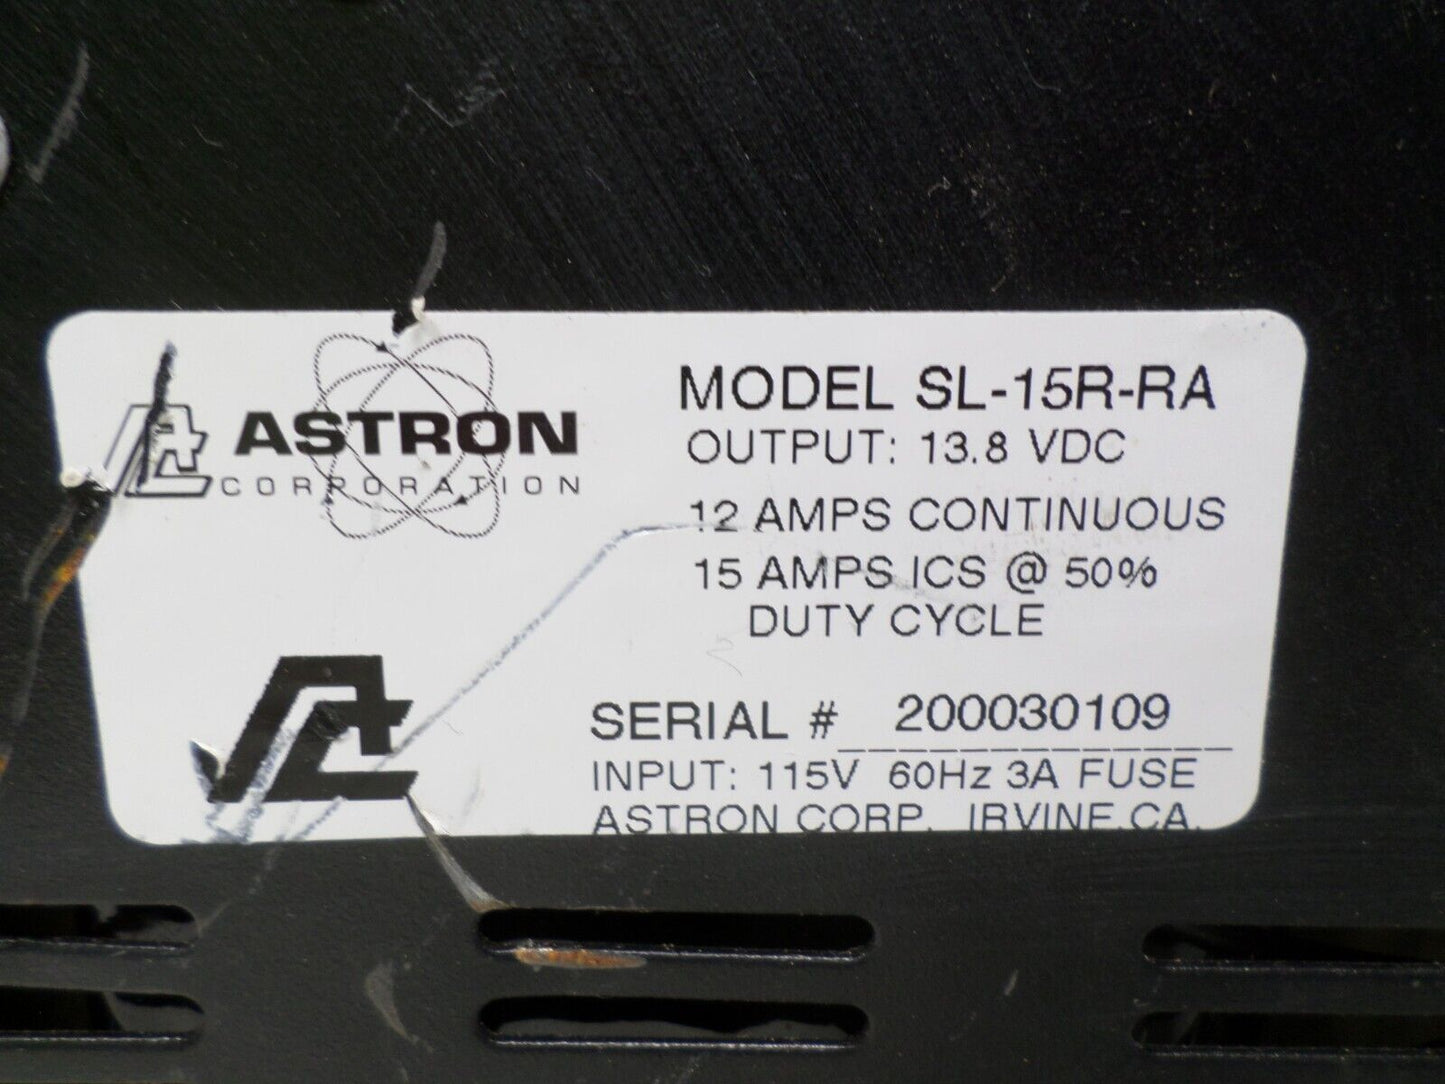 ASTRON
CORPORATION
MODEL SL-15R-RA
OUTPUT: 13.8 VDC
12 AMPS CONTINUOUS
15 AMPS ICS @ 50%
DUTY CYCLE
SERIAL # 200030109
INPUT: 115V 60Hz 3A FUSE
ASTRON CORP. IRVINE, CA.